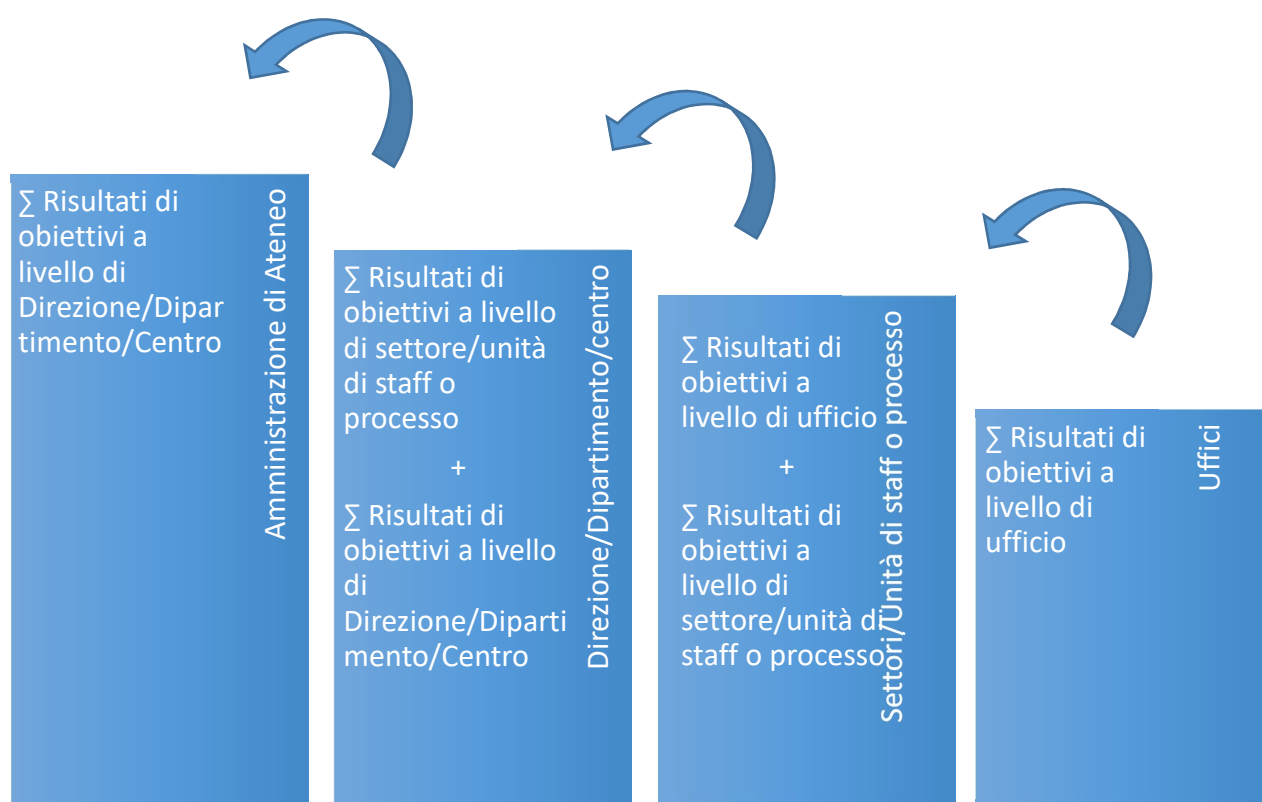 ∑ Risultati di
obiettivi a
livello di
Direzione/Dipar
timento/Centro
Amministrazione di Ateneo
∑ Risultati di
obiettivi a livello
di settore/unità
di staff o
processo
+
∑ Risultati di
obiettivi a livello
di
Direzione/Diparti
mento/Centro
Direzione/Dipartimento/centro
∑ Risultati di
obiettivi a
livello di ufficio
+
∑ Risultati di
obiettivi a
livello di
settore/unità di
staff o processo
Settori/Unità di staff o processo
∑ Risultati di
obiettivi a
livello di
ufficio
Uffici